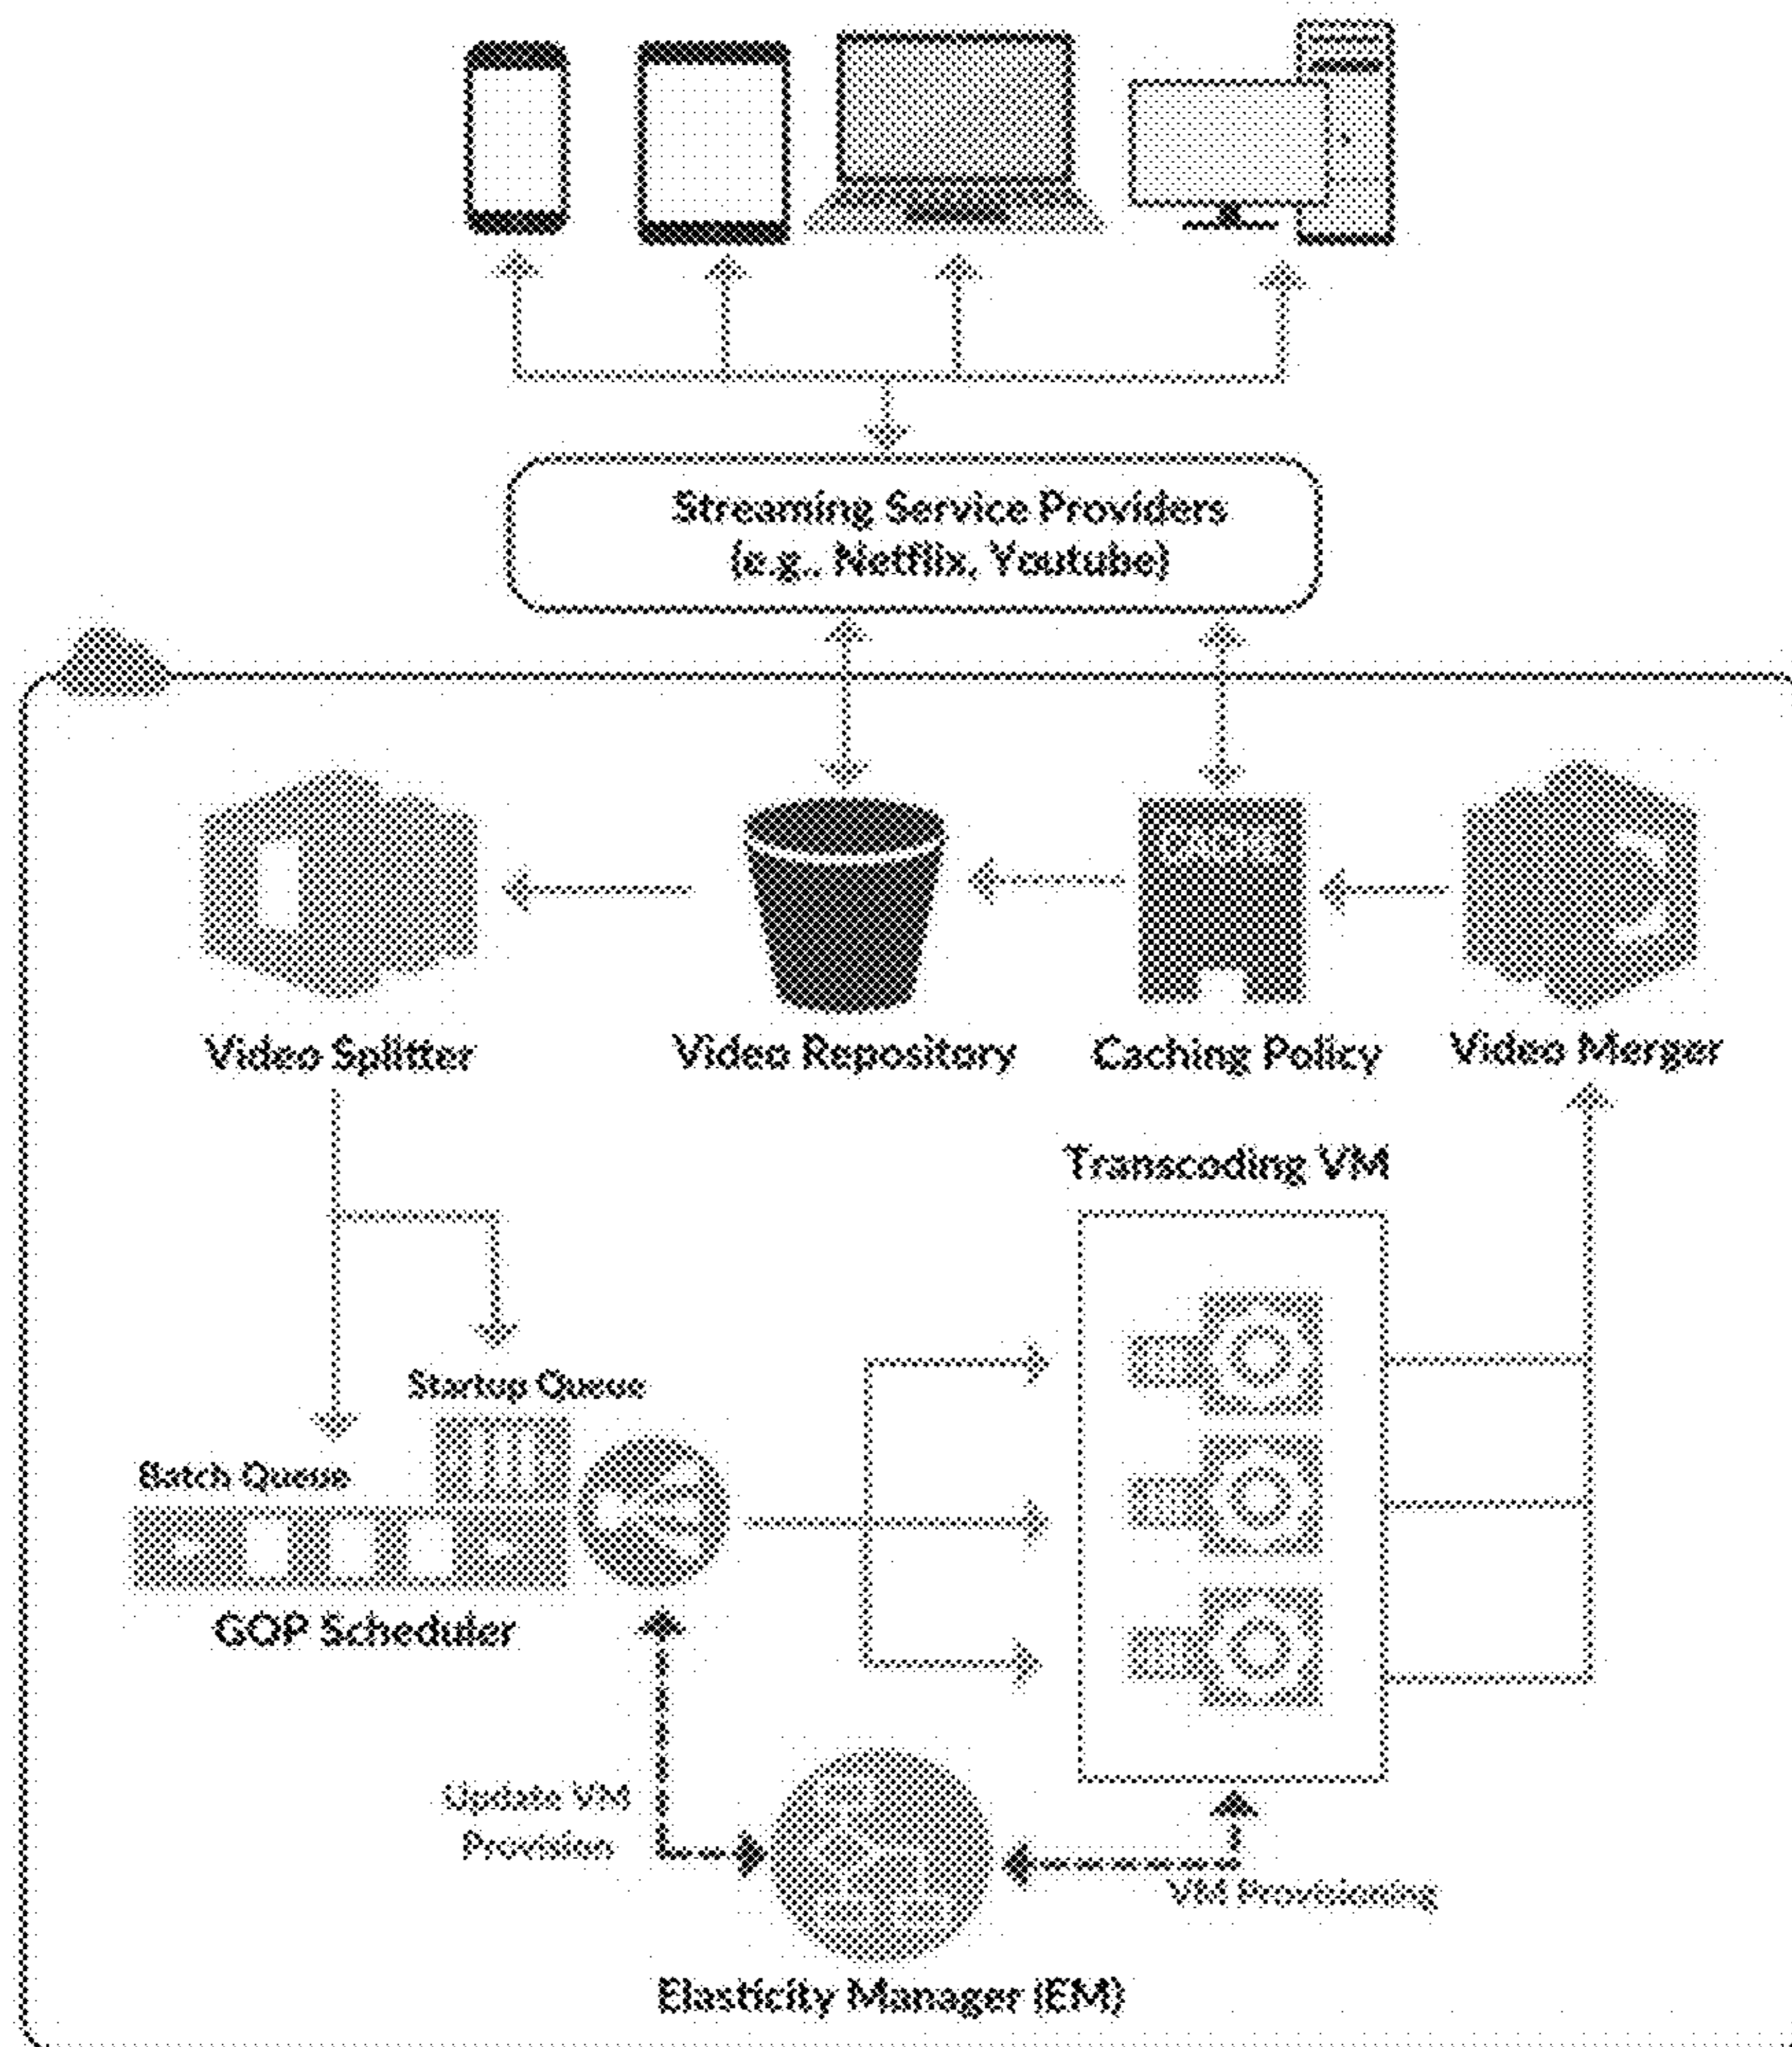 Streaming Service Providers
(e.g., Netflix, Youtube)
Video Splitter
Video Repository
Caching Policy
Video Merger
Transcoding VM
Startup Queue
Batch Queue
GOP Scheduler
Update VM
Provision
VM Provisioning
Elasticity Manager (EM)